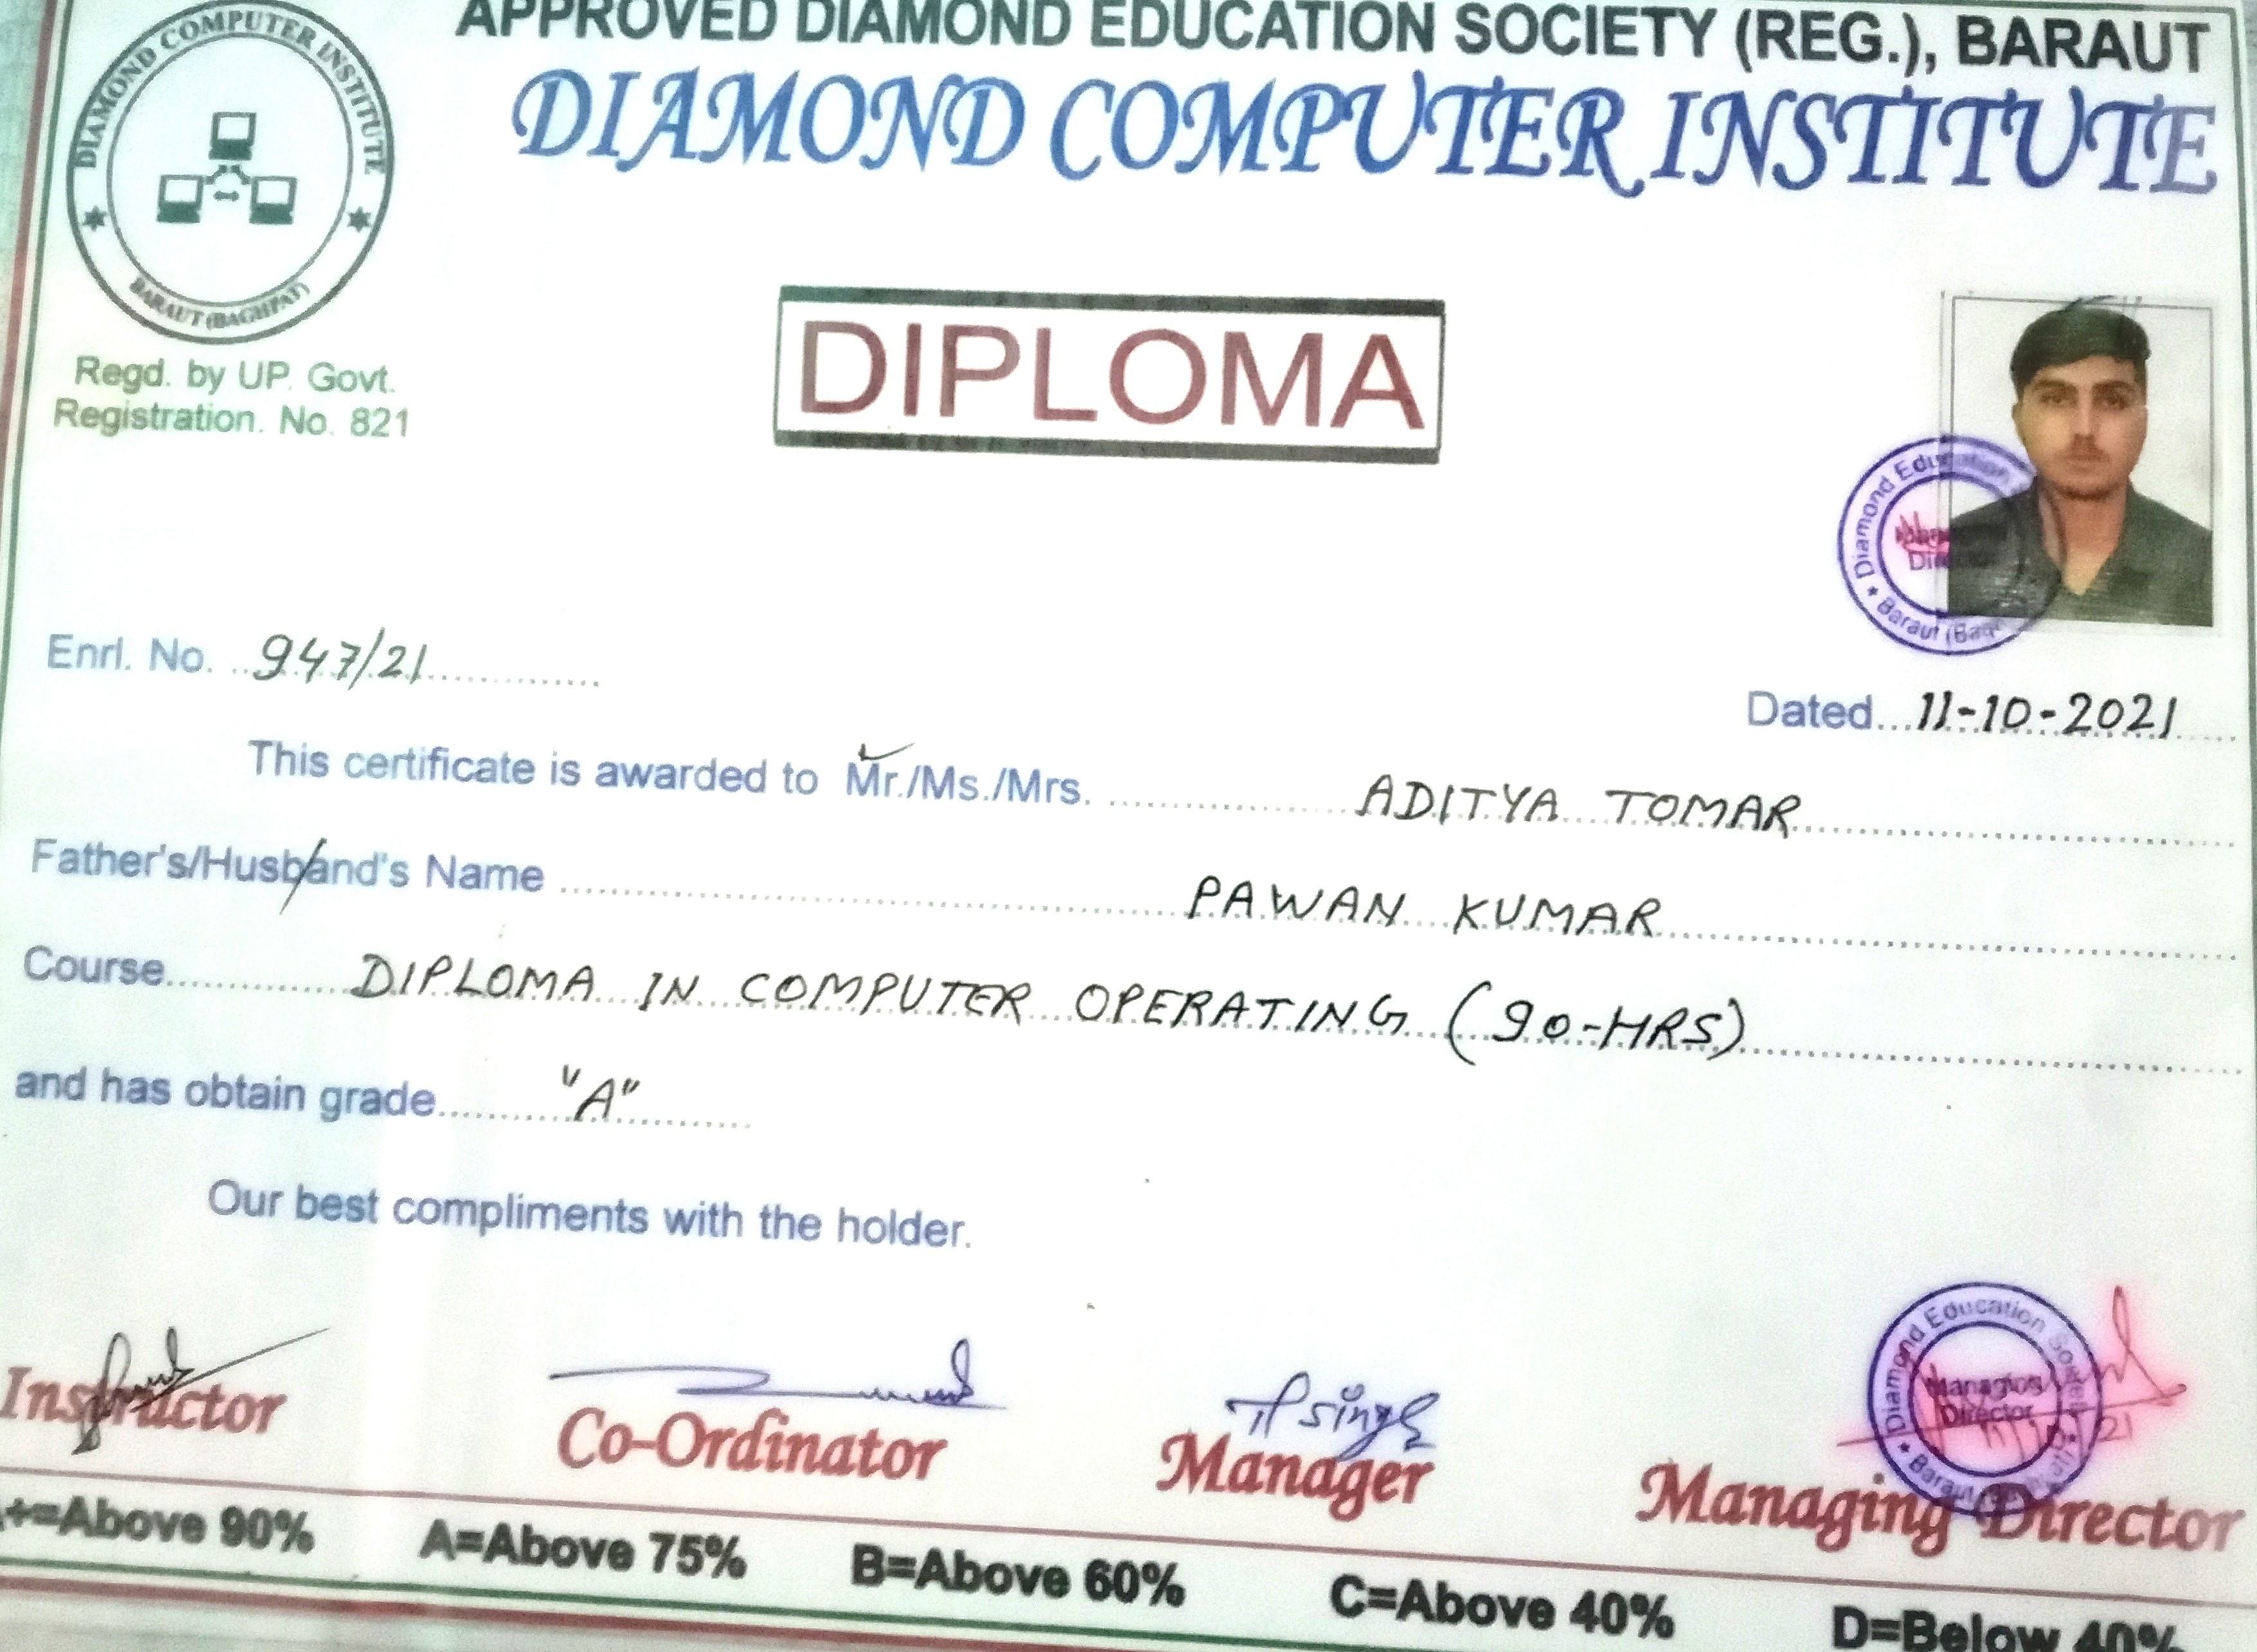 APPROVED DIAMOND EDUCATION SOCIETY (REG.), BARAUT
DIAMOND COMPUTER INSTITUTE
DIAMOND COMPUTER INSTITUTE
BARAUT (BAGHPAT)
Regd. by UP. Govt.
Registration. No. 821
DIPLOMA
Diamond Education
Baraut
Enrl. No. 947/21
Dated 11-10-2021
This certificate is awarded to Mr./Ms./Mrs. ADITYA TOMAR
Father's/Husband's Name PAWAN KUMAR
Course DIPLOMA IN COMPUTER OPERATING (90-HRS)
and has obtain grade "A"
Our best compliments with the holder.
Diamond Education
Managing
Director
Baraut
Singh
Instructor
Co-Ordinator
Manager
Managing Director
+=Above 90% A=Above 75% B=Above 60% C=Above 40% D=Below 40%